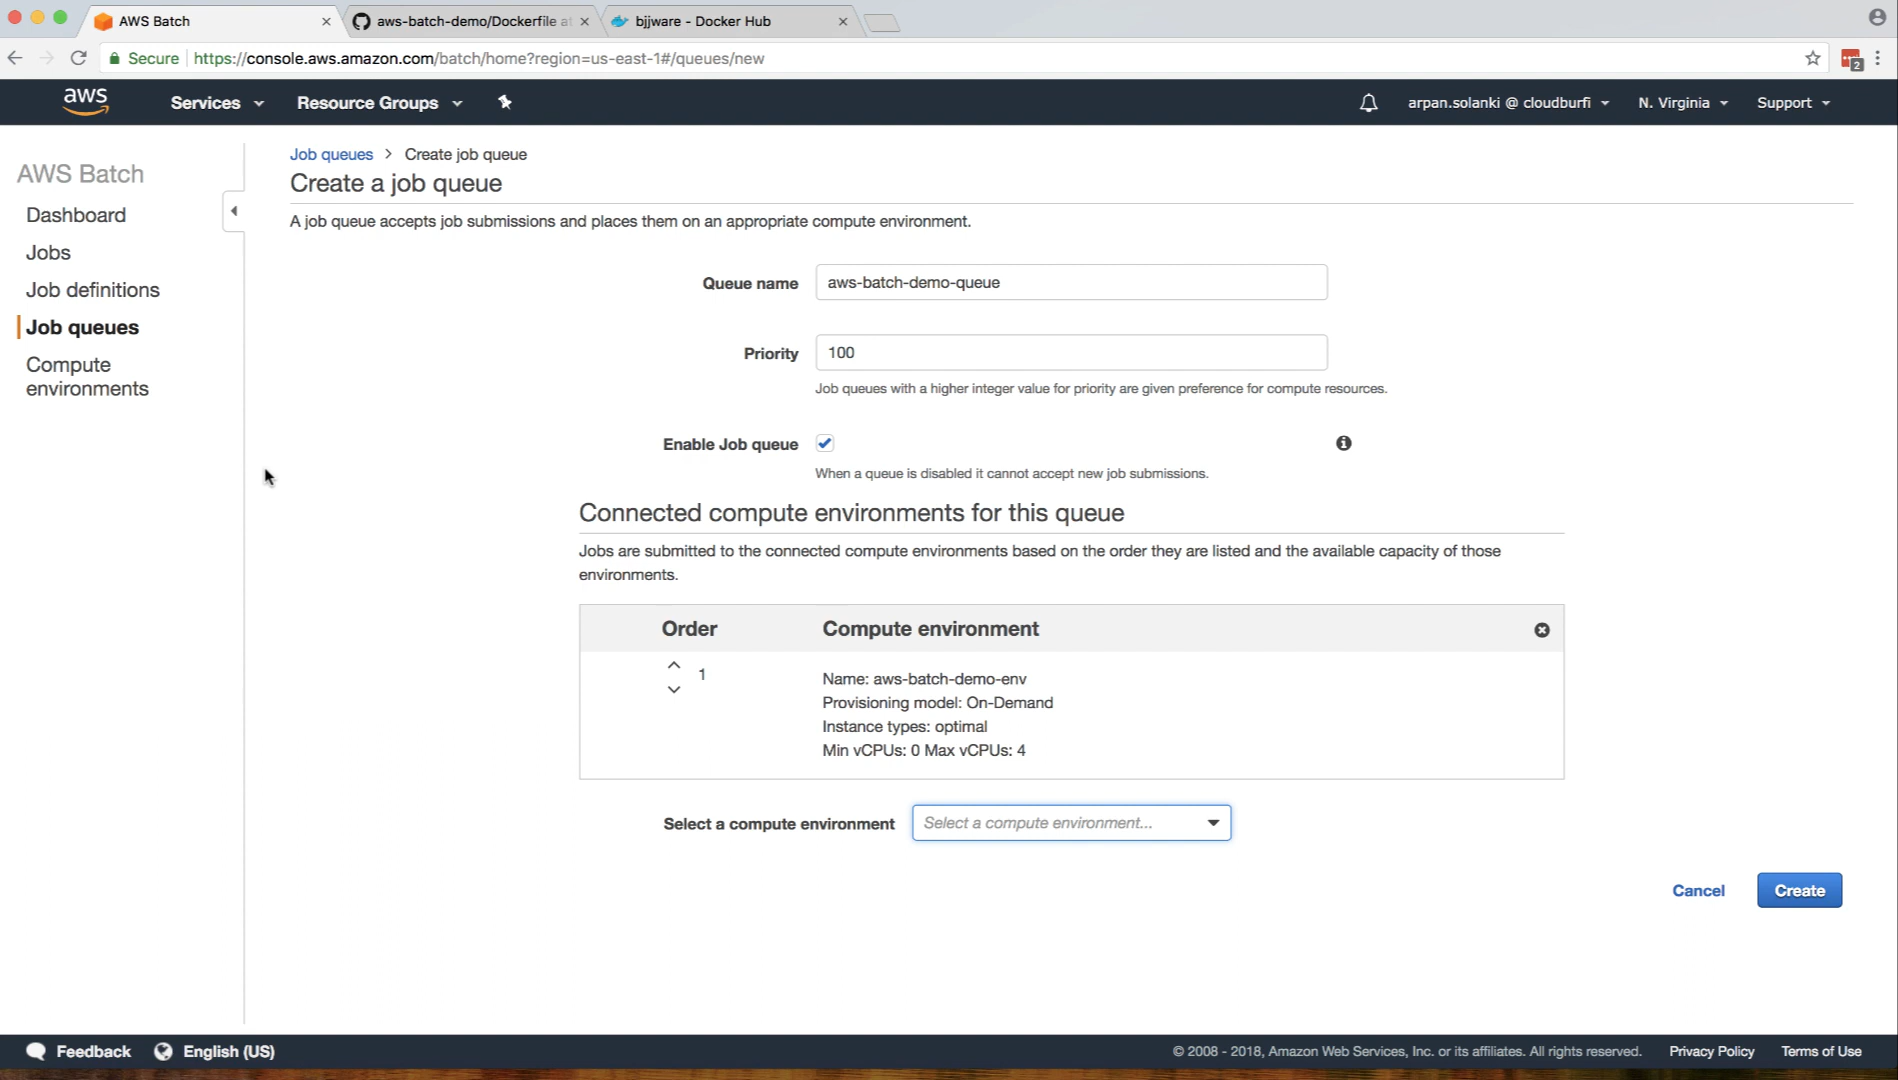 AWS Batch
aws-batch-demo/Dockerfile at
bjjware - Docker Hub
Secure
https://console.aws.amazon.com/batch/home?region=us-east-1#/queues/new
2
aws
Services
Resource Groups
arpan.solanki @ cloudburfi
N. Virginia
Support
AWS Batch
Dashboard
Jobs
Job definitions
Job queues
Compute
environments
Job queues > Create job queue
Create a job queue
A job queue accepts job submissions and places them on an appropriate compute environment.
Queue name
aws-batch-demo-queue
Priority
100
Job queues with a higher integer value for priority are given preference for compute resources.
Enable Job queue
When a queue is disabled it cannot accept new job submissions.
Connected compute environments for this queue
Jobs are submitted to the connected compute environments based on the order they are listed and the available capacity of those
environments.
Order
Compute environment
1
Name: aws-batch-demo-env
Provisioning model: On-Demand
Instance types: optimal
Min vCPUs: 0 Max vCPUs: 4
Select a compute environment
Select a compute environment...
Cancel
Create
Feedback
English (US)
© 2008 - 2018, Amazon Web Services, Inc. or its affiliates. All rights reserved.
Privacy Policy
Terms of Use